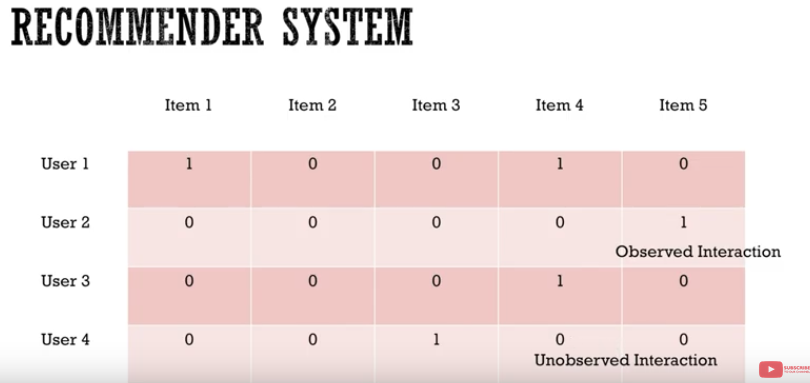 RECOMMENDER SYSTEM
Item 1 Item 2 Item 3 Item 4 Item 5
User 1 1 0 0 1 0
User 2 0 0 0 0 1
Observed Interaction
User 3 0 0 0 1 0
User 4 0 0 1 0 0
Unobserved Interaction
SUBSCRIBE